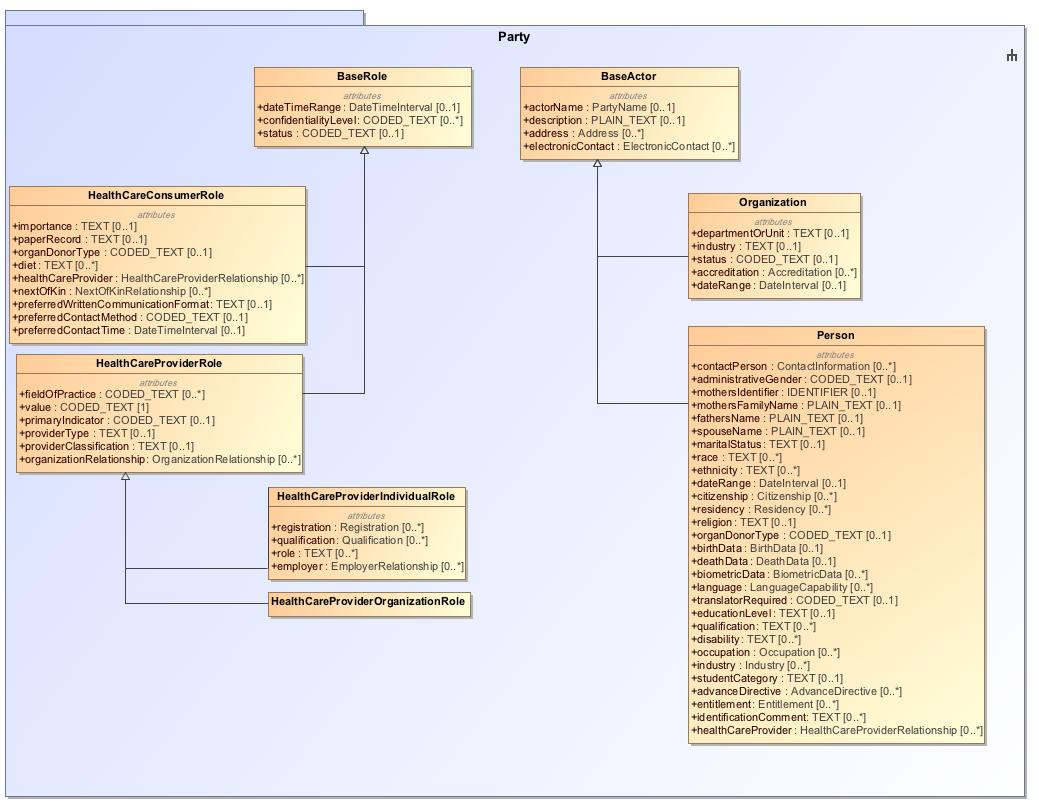 Party
BaseRole
attributes
+dateTimeRange : DateTimeInterval [0..1]
+confidentialityLevel: CODED_TEXT [0..*]
+status : CODED_TEXT [0..1]
BaseActor
attributes
+actorName : PartyName [0..1]
+description : PLAIN_TEXT [0..1]
+address : Address [0..*]
+electronicContact : ElectronicContact [0..*]
HealthCareConsumerRole
attributes
+importance : TEXT [0..1]
+paperRecord : TEXT [0..1]
+organDonorType : CODED_TEXT [0..1]
+diet : TEXT [0..*]
+healthCareProvider : HealthCareProviderRelationship [0..*]
+nextOfKin : NextOfKinRelationship [0..*]
+preferredWrittenCommunicationFormat: TEXT [0..1]
+preferredContactMethod : CODED_TEXT [0..1]
+preferredContactTime : DateTimeInterval [0..1]
Organization
attributes
+departmentOrUnit : TEXT [0..1]
+industry : TEXT [0..1]
+status : CODED_TEXT [0..1]
+accreditation : Accreditation [0..*]
+dateRange : DateInterval [0..1]
HealthCareProviderRole
attributes
+fieldOfPractice : CODED_TEXT [0..*]
+value : CODED_TEXT [1]
+primaryIndicator : CODED_TEXT [0..1]
+providerType : TEXT [0..1]
+providerClassification : TEXT [0..1]
+organizationRelationship: OrganizationRelationship [0..*]
Person
attributes
+contactPerson : ContactInformation [0..*]
+administrativeGender : CODED_TEXT [0..1]
+mothersIdentifier : IDENTIFIER [0..1]
+mothersFamilyName : PLAIN_TEXT [0..1]
+fathersName : PLAIN_TEXT [0..1]
+spouseName : PLAIN_TEXT [0..1]
+maritalStatus : TEXT [0..1]
+race : TEXT [0..*]
+ethnicity : TEXT [0..*]
+dateRange : DateInterval [0..1]
+citizenship : Citizenship [0..*]
+residency : Residency [0..*]
+religion : TEXT [0..1]
+organDonorType : CODED_TEXT [0..1]
+birthData : BirthData [0..1]
+deathData : DeathData [0..1]
+biometricData : BiometricData [0..*]
+language : LanguageCapability [0..*]
+translatorRequired : CODED_TEXT [0..1]
+educationLevel : TEXT [0..1]
+qualification : TEXT [0..*]
+disability : TEXT [0..*]
+occupation : Occupation [0..*]
+industry : Industry [0..*]
+studentCategory : TEXT [0..1]
+advanceDirective : AdvanceDirective [0..*]
+entitlement: Entitlement [0..*]
+identificationComment: TEXT [0..*]
+healthCareProvider : HealthCareProviderRelationship [0..*]
HealthCareProviderIndividualRole
attributes
+registration : Registration [0..*]
+qualification : Qualification [0..*]
+role : TEXT [0..*]
+employer : EmployerRelationship [0..*]
HealthCareProviderOrganizationRole